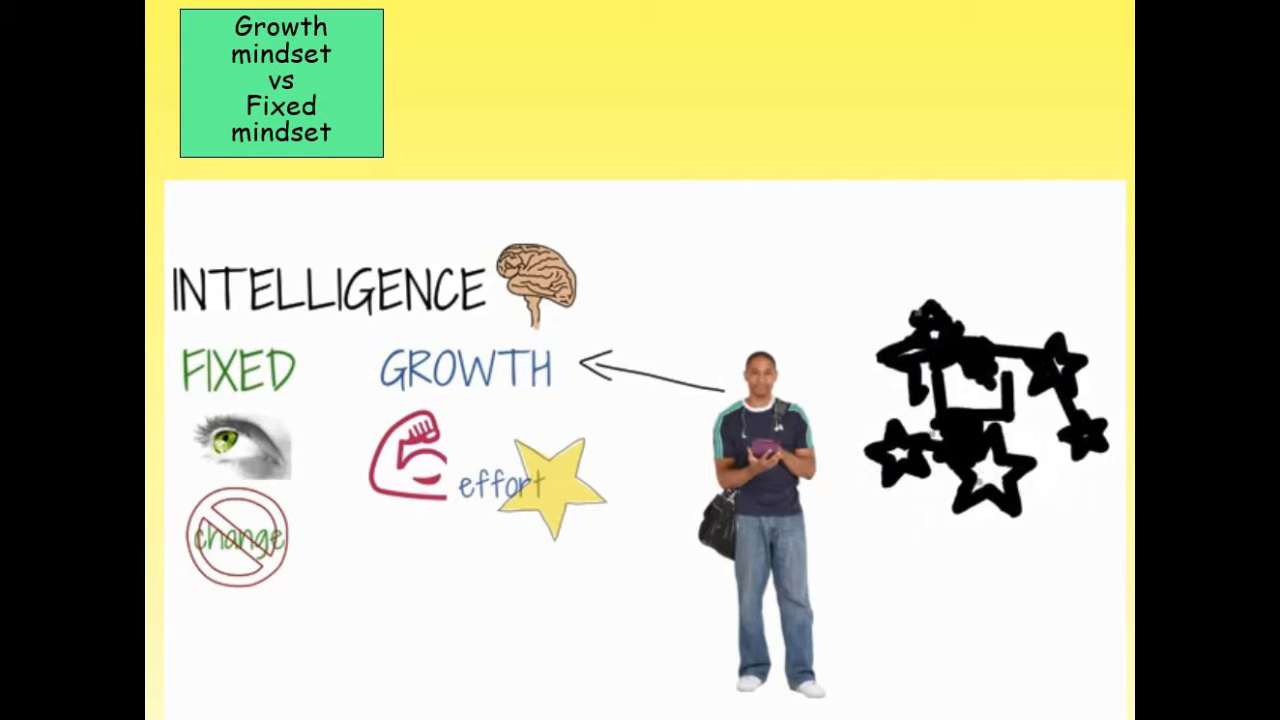 Growth
mindset
vs
Fixed
mindset
INTELLIGENCE
FIXED GROWTH
effort
change